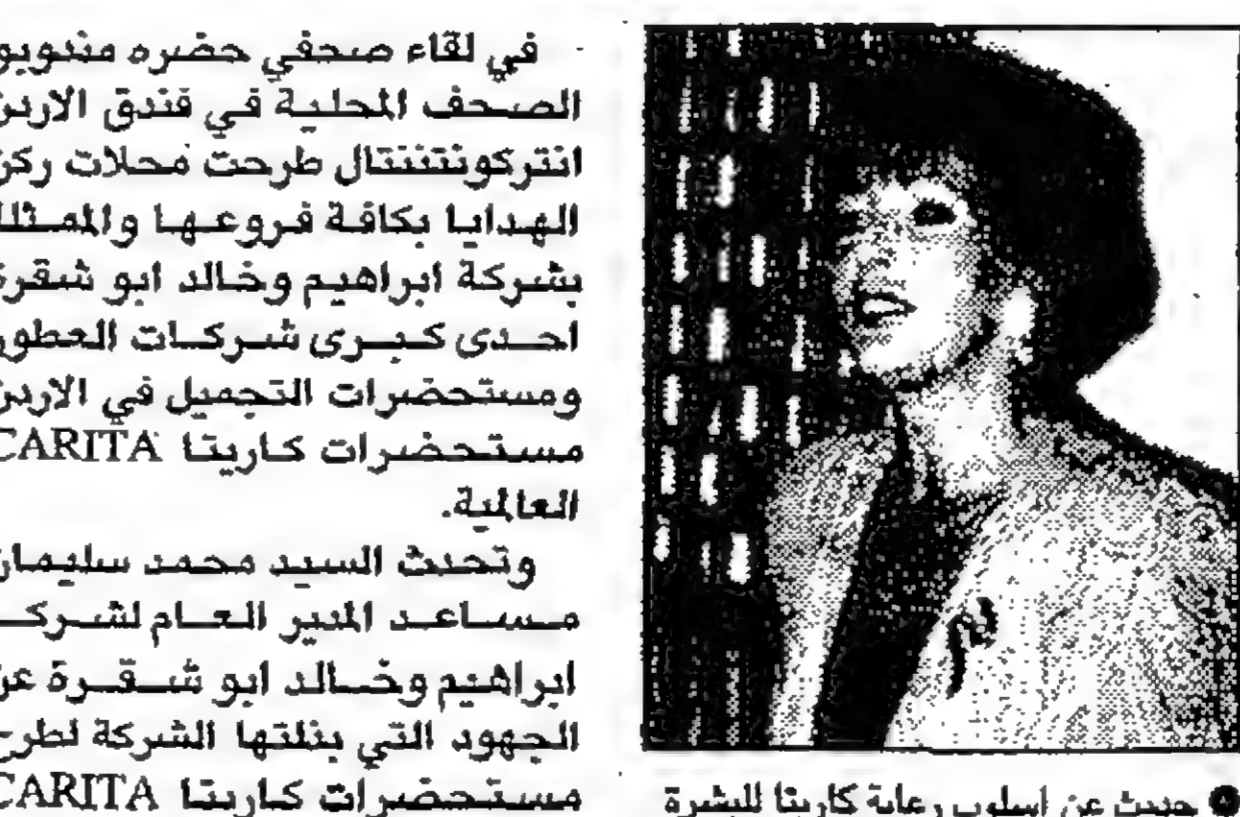 في لقاء صحفي حضره مندوبو
الصحف المحلية في فندق الاردن
انتركونتننتال طرحت محلات ركن
الهدايا بكافة فروعها والممثلة
بشركة ابراهيم وخالد ابو شقرة
احدى كبرى شركات العطور
ومستحضرات التجميل في الاردن
مستحضرات كاريتا CARITA
العالمية.
وتحدث السيد محمد سليمان
مساعد المدير العام لشركة
ابراهيم وخالد ابو شقرة عن
الجهود التي بذلتها الشركة لطرح
مستحضرات كاريتا CARITA
حديث عن اسلوب رعاية كاريتا للبشرة